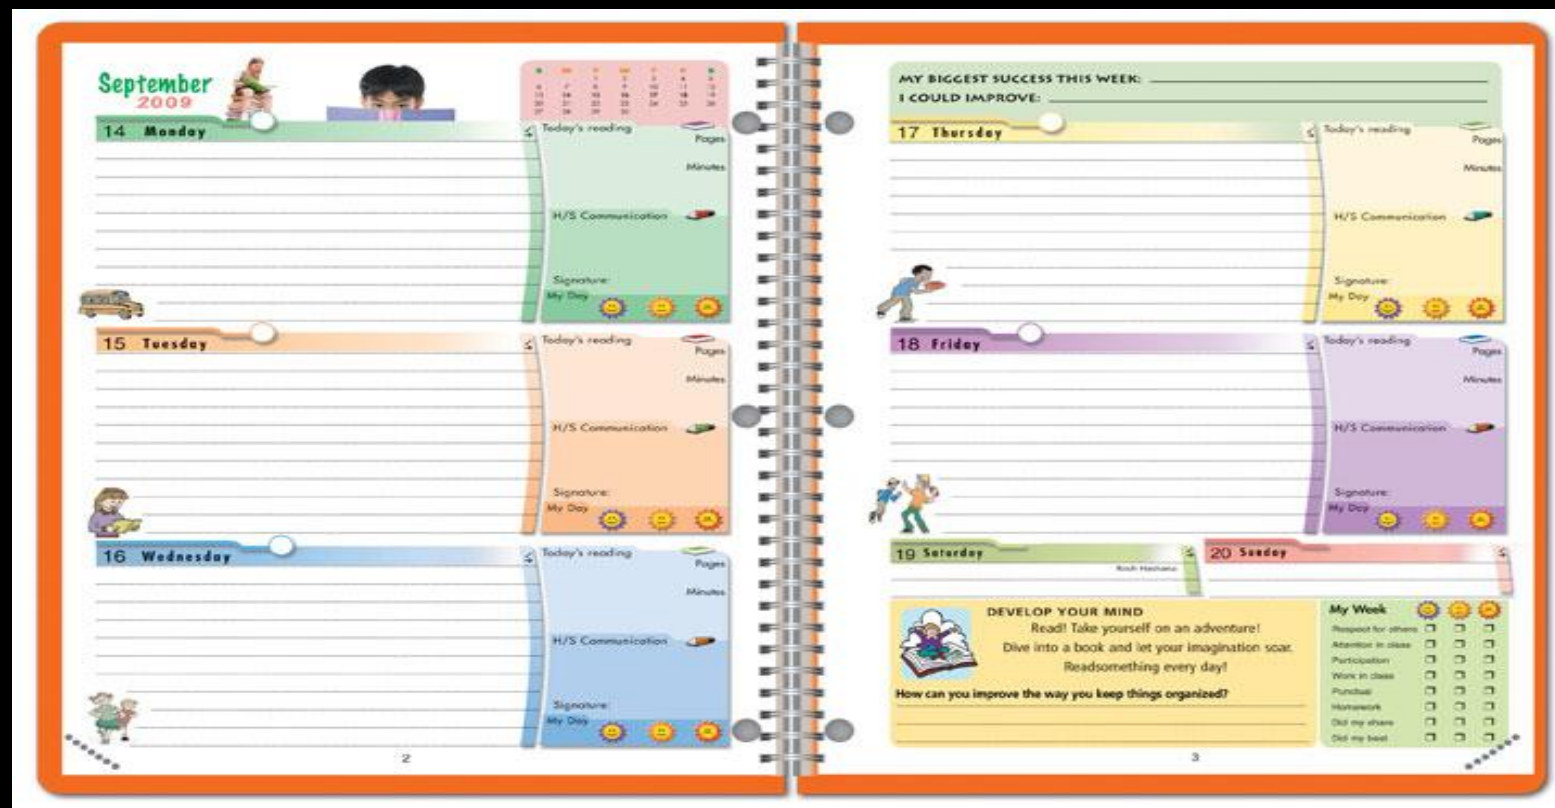 September
2009
14 Monday
Today's reading
Pages
Minutes
H/S Communication
Signature:
My Day
15 Tuesday
Today's reading
Pages
Minutes
H/S Communication
Signature:
My Day
16 Wednesday
Today's reading
Pages
Minutes
H/S Communication
Signature:
My Day
2
MY BIGGEST SUCCESS THIS WEEK:
I COULD IMPROVE:
17 Thursday
Today's reading
Pages
Minutes
H/S Communication
Signature:
My Day
18 Friday
Today's reading
Pages
Minutes
H/S Communication
Signature:
My Day
19 Saturday
Rosh Hashana
20 Sunday
DEVELOP YOUR MIND
Read! Take yourself on an adventure!
Dive into a book and let your imagination soar.
Readsomething every day!
How can you improve the way you keep things organized?
My Week
Respect for others
Attention in class
Participation
Work in class
Punctual
Homework
Did my share
Did my best
3